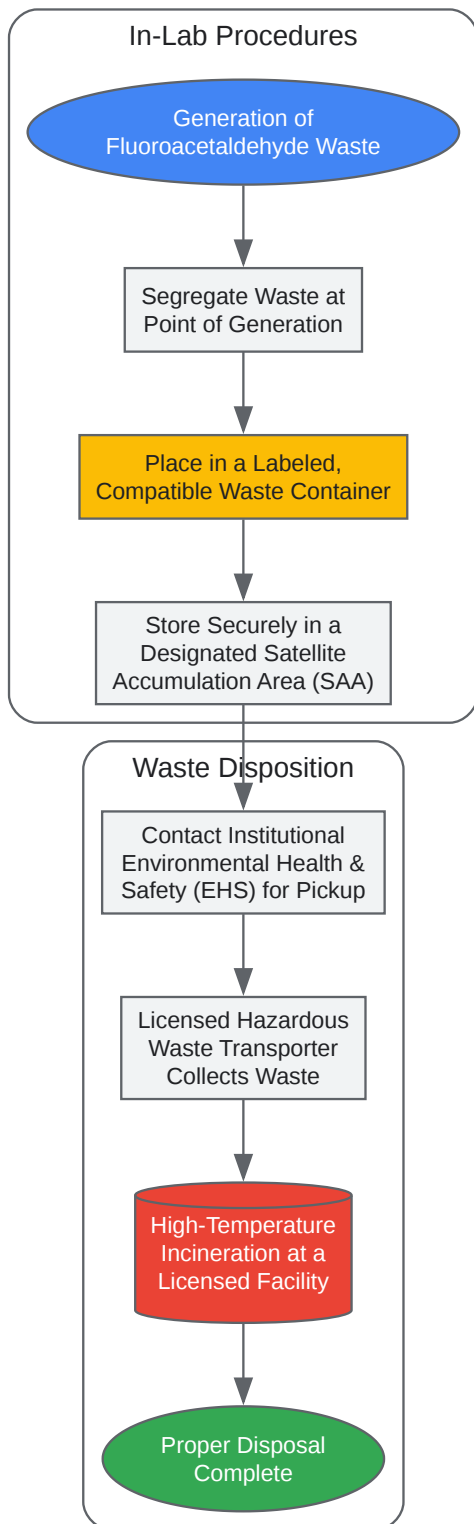 In-Lab Procedures
Generation of
Fluoroacetaldehyde Waste
Segregate Waste at
Point of Generation
Place in a Labeled,
Compatible Waste Container
Store Securely in a
Designated Satellite
Accumulation Area (SAA)
Waste Disposition
Contact Institutional
Environmental Health &
Safety (EHS) for Pickup
Licensed Hazardous
Waste Transporter
Collects Waste
High-Temperature
Incineration at a
Licensed Facility
Proper Disposal
Complete